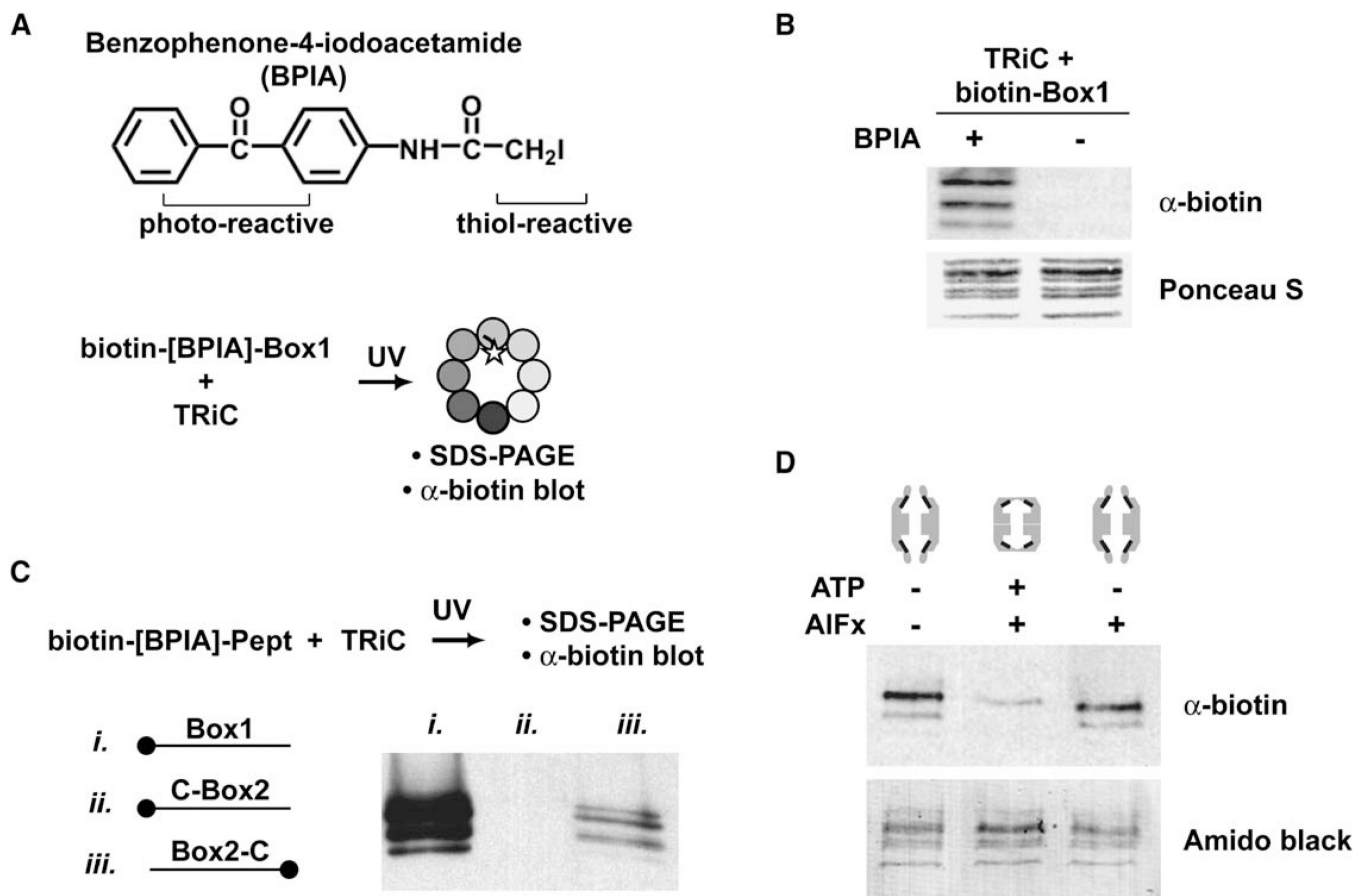 A
Benzophenone-4-iodoacetamide
(BPIA)
O
O
C
NH
C
CH2I
photo-reactive
thiol-reactive
biotin-[BPIA]-Box1
+
TRiC
UV
• SDS-PAGE
• α-biotin blot
B
TRiC +
biotin-Box1
BPIA + -
α-biotin
Ponceau S
C
biotin-[BPIA]-Pept + TRiC
UV
• SDS-PAGE
• α-biotin blot
i. Box1
ii. C-Box2
iii. Box2-C
i. ii. iii.
D
ATP - + -
AlFx - + +
α-biotin
Amido black